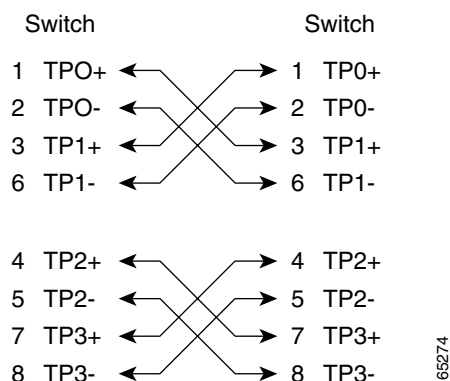 Switch Switch
1 TPO+ 1 TP0+
2 TPO- 2 TP0-
3 TP1+ 3 TP1+
6 TP1- 6 TP1-
4 TP2+ 4 TP2+
5 TP2- 5 TP2-
7 TP3+ 7 TP3+
8 TP3- 8 TP3-
65274